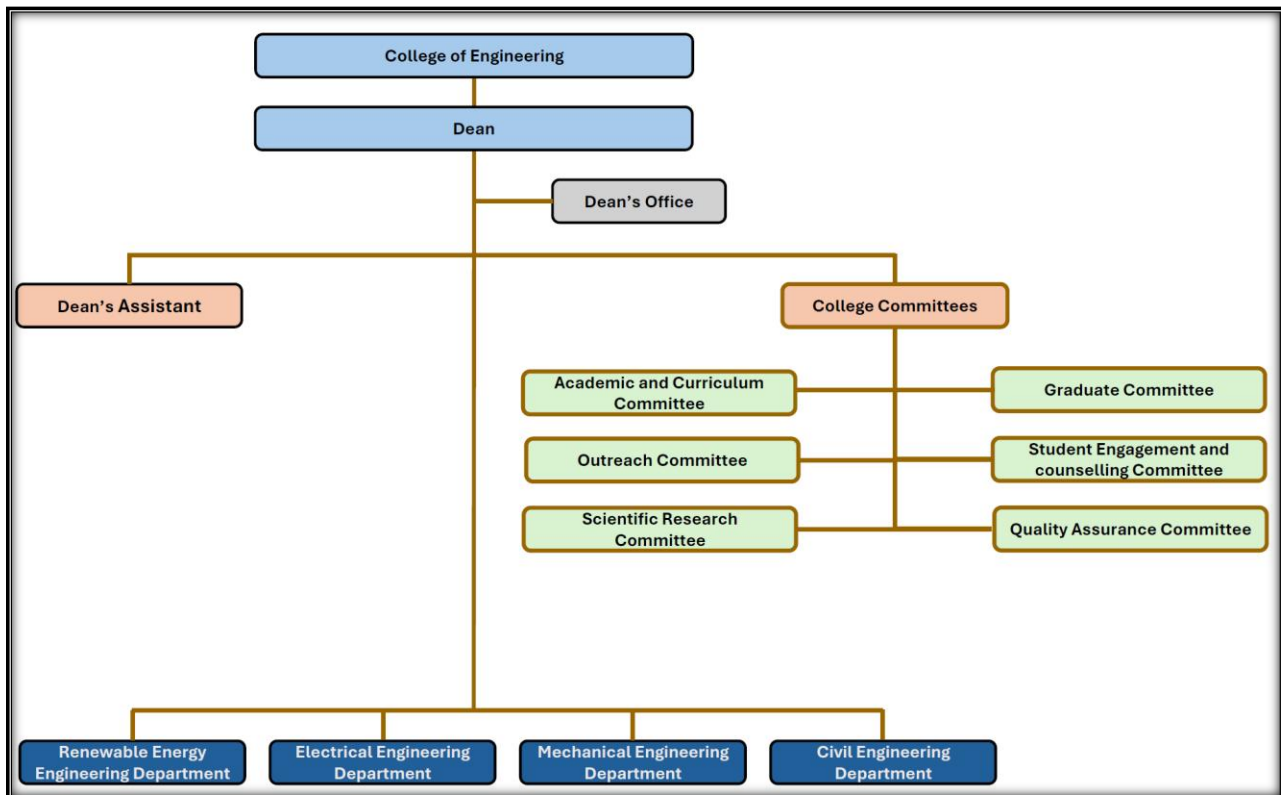 College of Engineering
Dean
Dean’s Office
Dean’s Assistant
College Committees
Academic and Curriculum
Committee
Graduate Committee
Outreach Committee
Student Engagement and
counselling Committee
Scientific Research
Committee
Quality Assurance Committee
Renewable Energy
Engineering Department
Electrical Engineering
Department
Mechanical Engineering
Department
Civil Engineering
Department